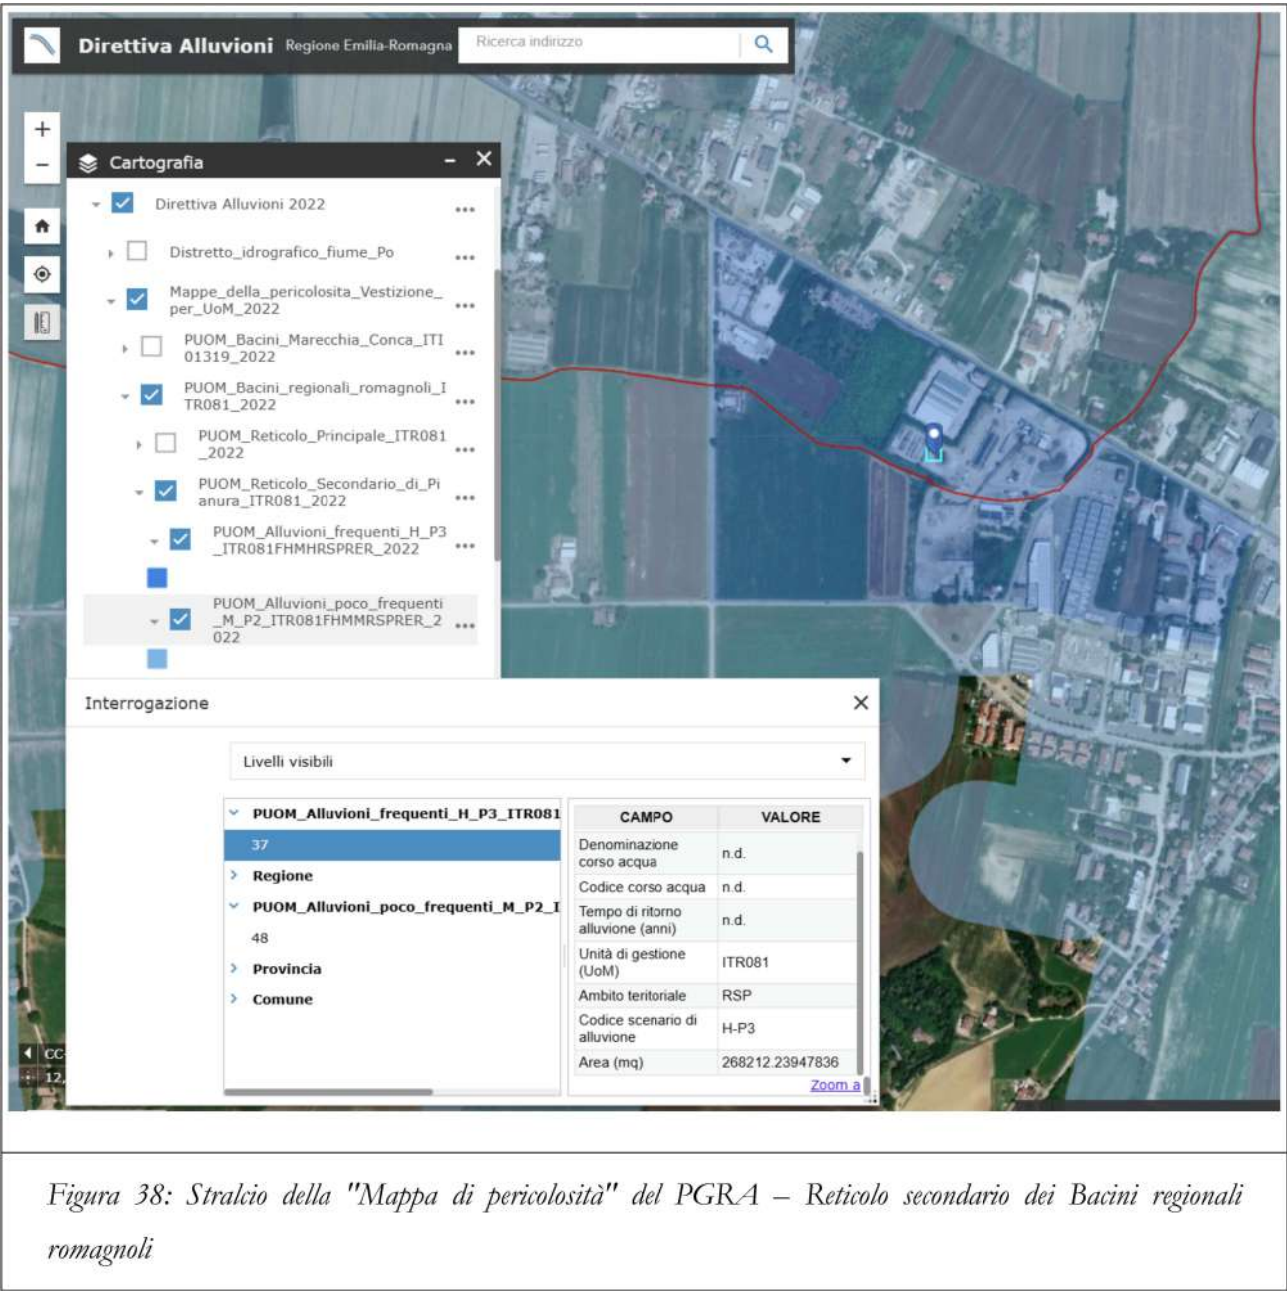 Direttiva Alluvioni Regione Emilia-Romagna
Ricerca indirizzo
+
−
Cartografia
Direttiva Alluvioni 2022
Distretto_idrografico_fiume_Po
Mappe_della_pericolosita_Vestizione_
per_UoM_2022
PUOM_Bacini_Marecchia_Conca_ITI
01319_2022
PUOM_Bacini_regionali_romagnoli_I
TR081_2022
PUOM_Reticolo_Principale_ITR081
_2022
PUOM_Reticolo_Secondario_di_Pi
anura_ITR081_2022
PUOM_Alluvioni_frequenti_H_P3
_ITR081FHMHRSPRER_2022
PUOM_Alluvioni_poco_frequenti
_M_P2_ITR081FHMMRSPRER_2
022
Interrogazione
Livelli visibili
PUOM_Alluvioni_frequenti_H_P3_ITR081
37
Regione
PUOM_Alluvioni_poco_frequenti_M_P2_I
48
Provincia
Comune
CAMPO VALORE
Denominazione
corso acqua n.d.
Codice corso acqua n.d.
Tempo di ritorno
alluvione (anni) n.d.
Unità di gestione
(UoM) ITR081
Ambito teritoriale RSP
Codice scenario di
alluvione H-P3
Area (mq) 268212.23947836
Zoom a
CC-
12,
Figura 38: Stralcio della "Mappa di pericolosità" del PGRA – Reticolo secondario dei Bacini regionali
romagnoli